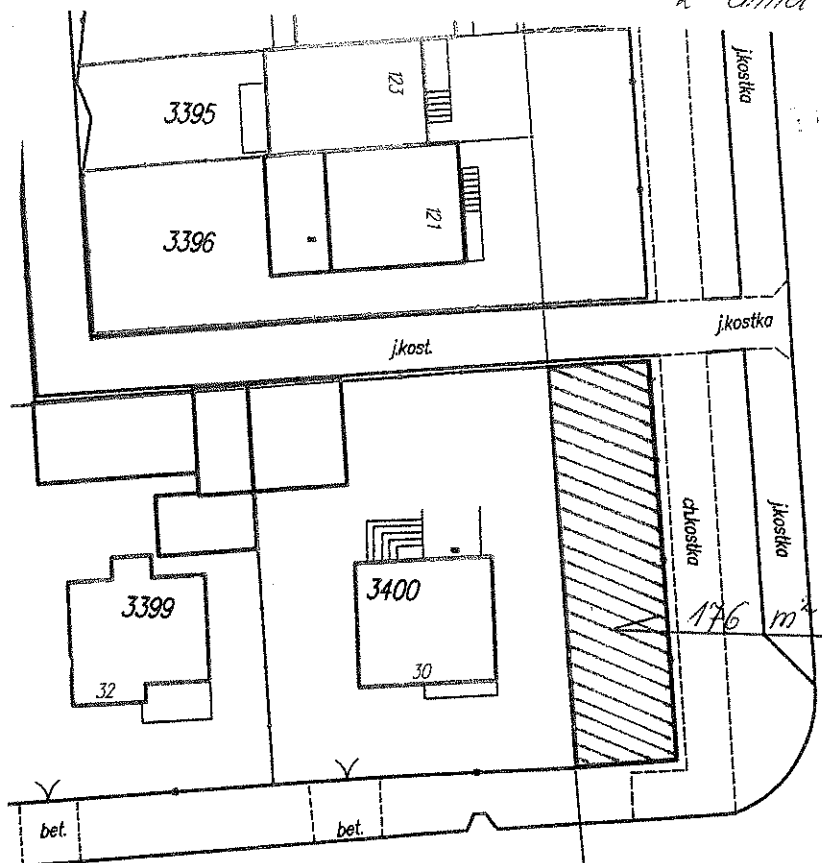 j.kostka
3395
123
3396
121
j.kost.
j.kostka
ch.kostka
j.kostka
3399
3400
176 m²
32
30
bet.
bet.